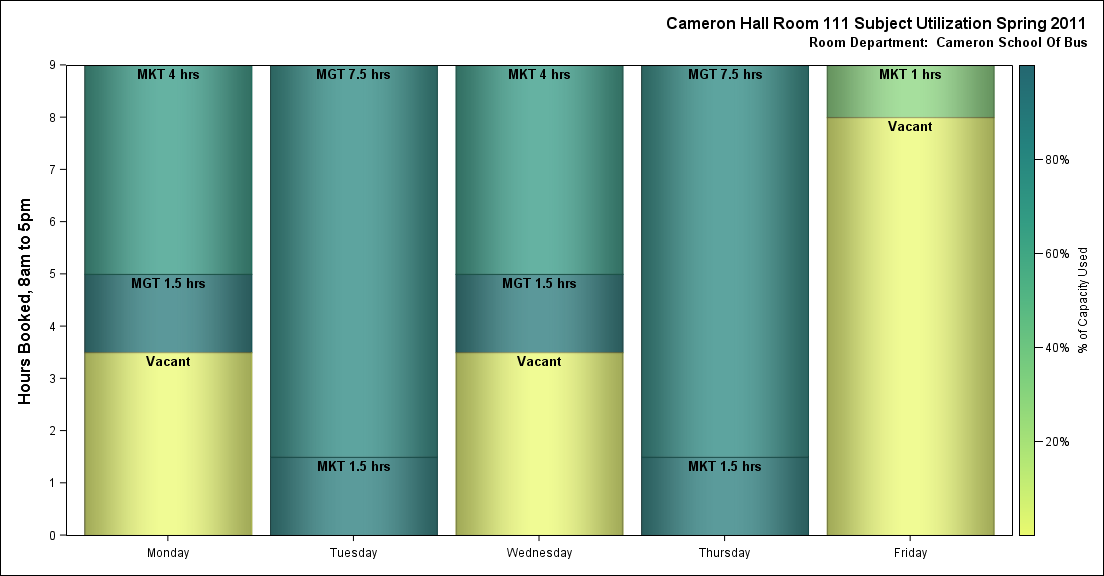 Cameron Hall Room 111 Subject Utilization Spring 2011
Room Department:  Cameron School Of Bus
Hours Booked, 8am to 5pm
9
8
7
6
5
4
3
2
1
0
MKT 4 hrs
MGT 1.5 hrs
Vacant
MGT 7.5 hrs
MKT 1.5 hrs
MKT 4 hrs
MGT 1.5 hrs
Vacant
MGT 7.5 hrs
MKT 1.5 hrs
MKT 1 hrs
Vacant
Monday
Tuesday
Wednesday
Thursday
Friday
80%
60%
40%
20%
% of Capacity Used